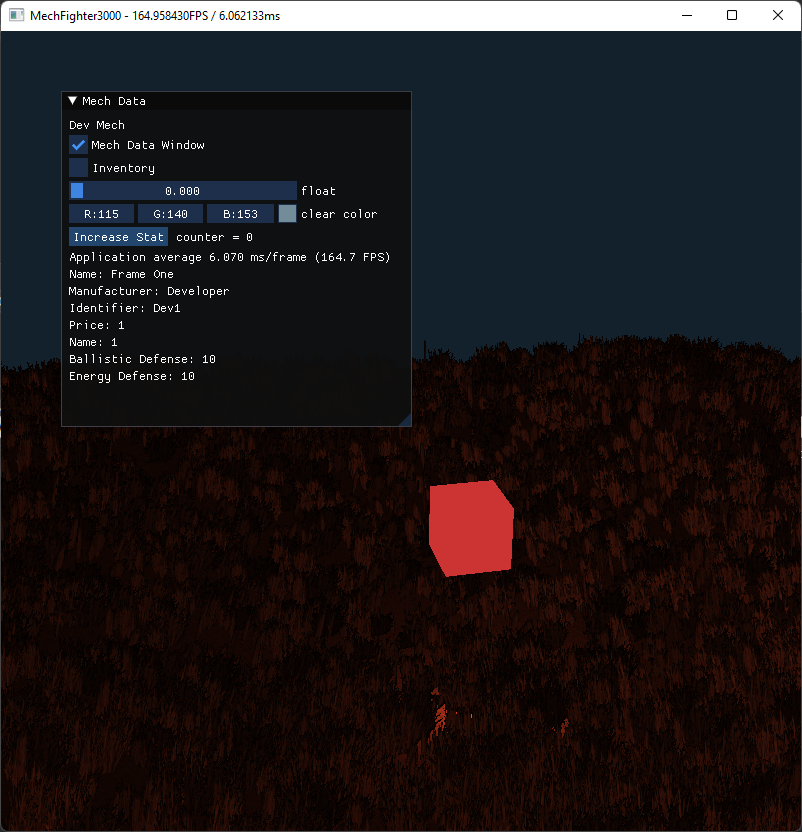 MechFighter3000 - 164.958430FPS / 6.062133ms
Mech Data
Dev Mech
Mech Data Window
Inventory
0.000 float
R:115 G:140 B:153 clear color
Increase Stat counter = 0
Application average 6.070 ms/frame (164.7 FPS)
Name: Frame One
Manufacturer: Developer
Identifier: Dev1
Price: 1
Name: 1
Ballistic Defense: 10
Energy Defense: 10